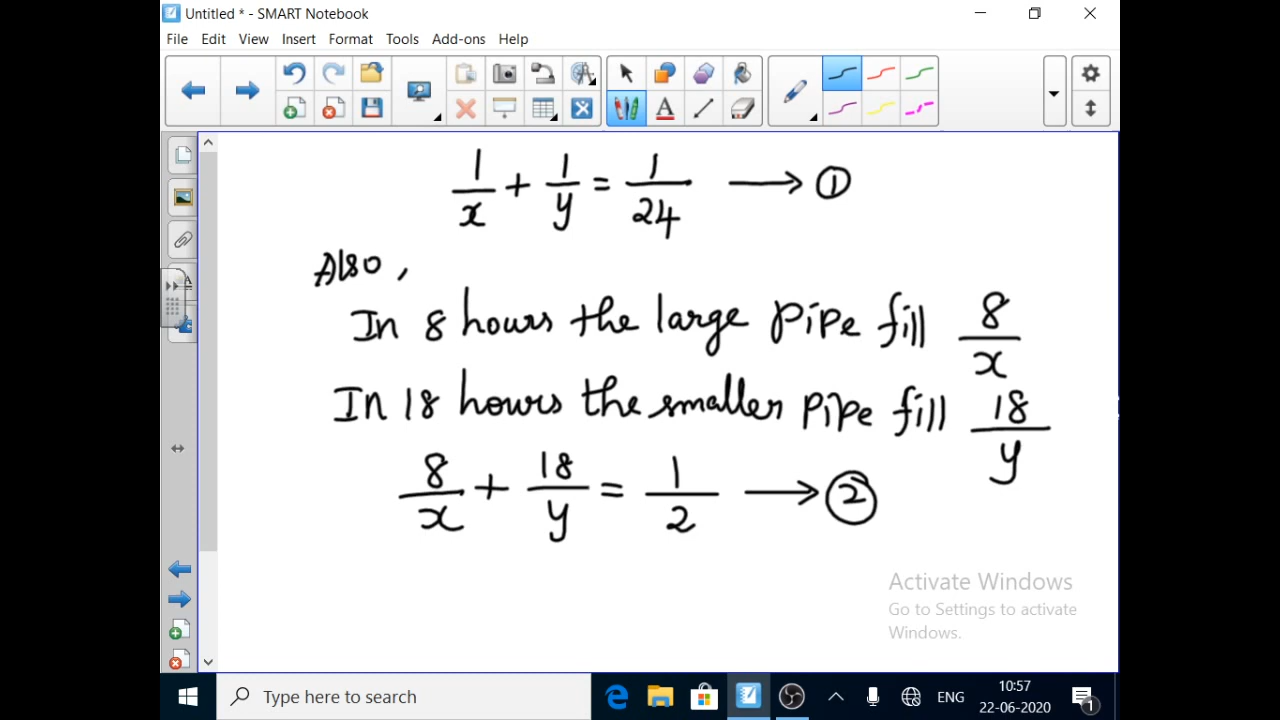 Untitled * - SMART Notebook
File Edit View Insert Format Tools Add-ons Help
1/x + 1/y = 1/24 → ①
Also,
In 8 hours the large pipe fill 8/x
In 18 hours the smaller pipe fill 18/y
8/x + 18/y = 1/2 → ②
Activate Windows
Go to Settings to activate
Windows.
Type here to search
ENG
10:57
22-06-2020
1